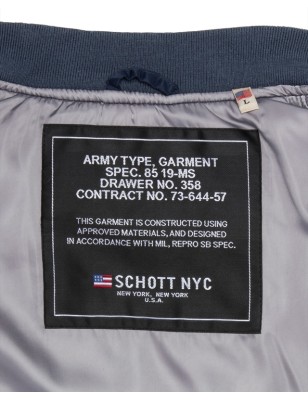 L
ARMY TYPE, GARMENT
SPEC. 85 19-MS
DRAWER NO. 358
CONTRACT NO. 73-644-57
THIS GARMENT IS CONSTRUCTED USING
APPROVED MATERIALS, AND DESIGNED
IN ACCORDANCE WITH MIL, REPRO SB SPEC.
SCHOTT NYC
NEW YORK, NEW YORK
U.S.A.